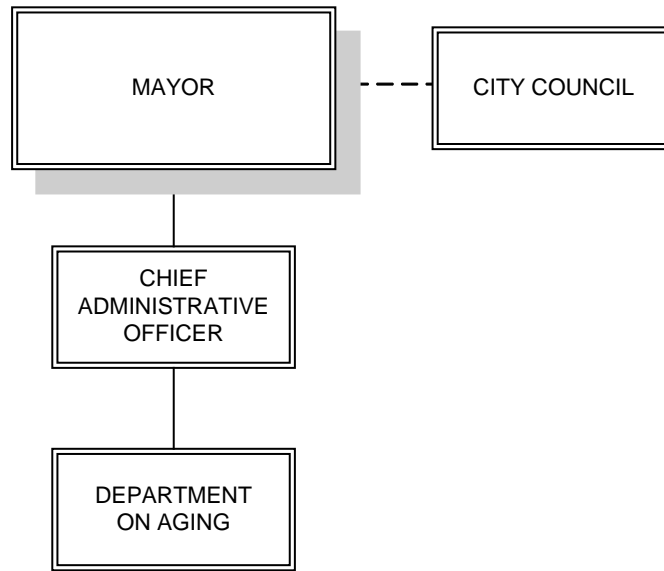 MAYOR
CITY COUNCIL
CHIEF
ADMINISTRATIVE
OFFICER
DEPARTMENT
ON AGING